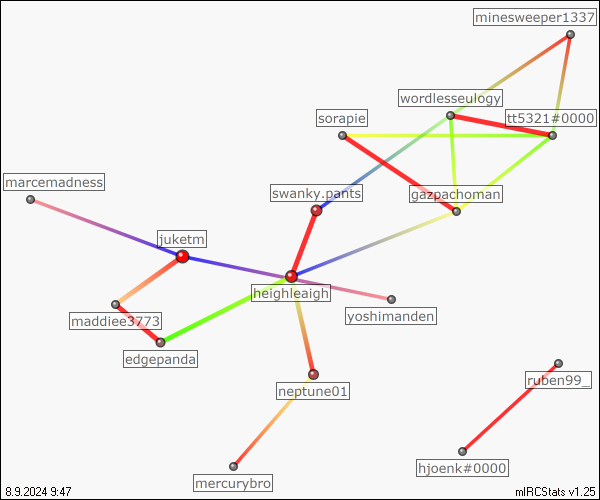 minesweeper1337
wordlesseulogy
sorapie
tt5321#0000
marcemadness
swanky.pants
gazpachoman
juketm
heighleaigh
yoshimanden
maddiee3773
edgepanda
ruben99_
neptune01
hjoenk#0000
mercurybro
8.9.2024 9:47
mIRCStats v1.25